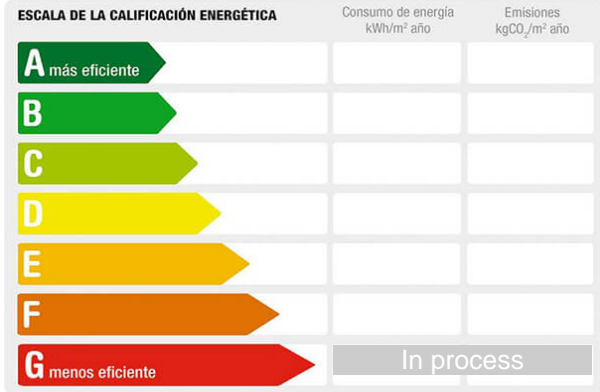 ESCALA DE LA CALIFICACIÓN ENERGÉTICA
Consumo de energía
kWh/m² año
Emisiones
kgCO₂/m² año
A más eficiente
B
C
D
E
F
G menos eficiente
In process